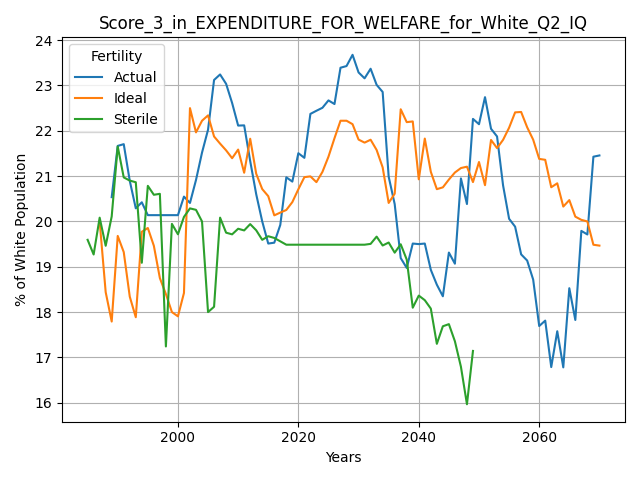 Score_3_in_EXPENDITURE_FOR_WELFARE_for_White_Q2_IQ
Fertility
Actual
Ideal
Sterile
% of White Population
24
23
22
21
20
19
18
17
16
2000
2020
2040
2060
Years